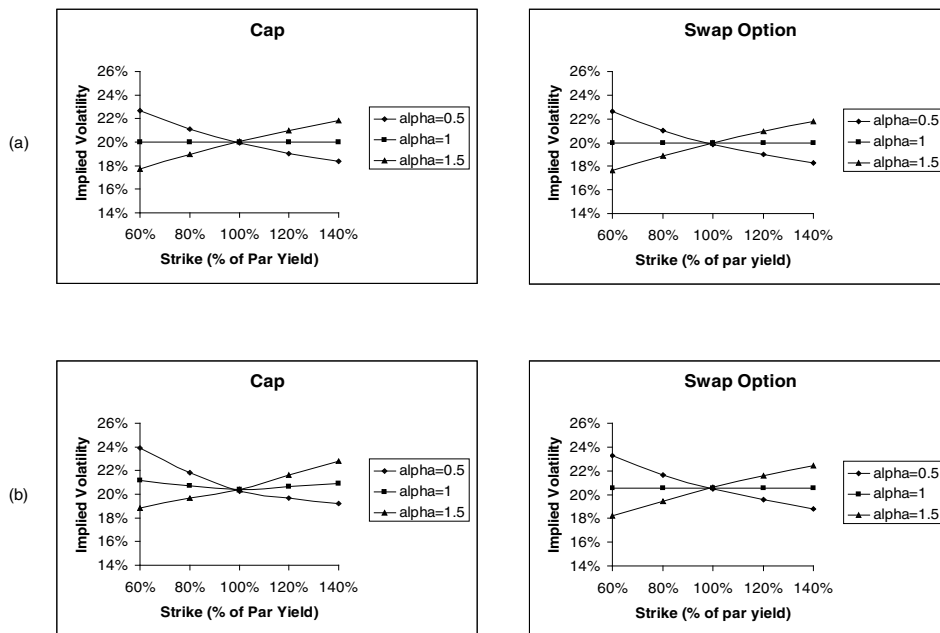 (a)
Cap
Implied Volatility
26%
24%
22%
20%
18%
16%
14%
60% 80% 100% 120% 140%
Strike (% of Par Yield)
alpha=0.5
alpha=1
alpha=1.5
Swap Option
Implied Volatility
26%
24%
22%
20%
18%
16%
14%
60% 80% 100% 120% 140%
Strike (% of par yield)
alpha=0.5
alpha=1
alpha=1.5
(b)
Cap
Implied Volatility
26%
24%
22%
20%
18%
16%
14%
60% 80% 100% 120% 140%
Strike (% of Par Yield)
alpha=0.5
alpha=1
alpha=1.5
Swap Option
Implied Volatility
26%
24%
22%
20%
18%
16%
14%
60% 80% 100% 120% 140%
Strike (% of par yield)
alpha=0.5
alpha=1
alpha=1.5